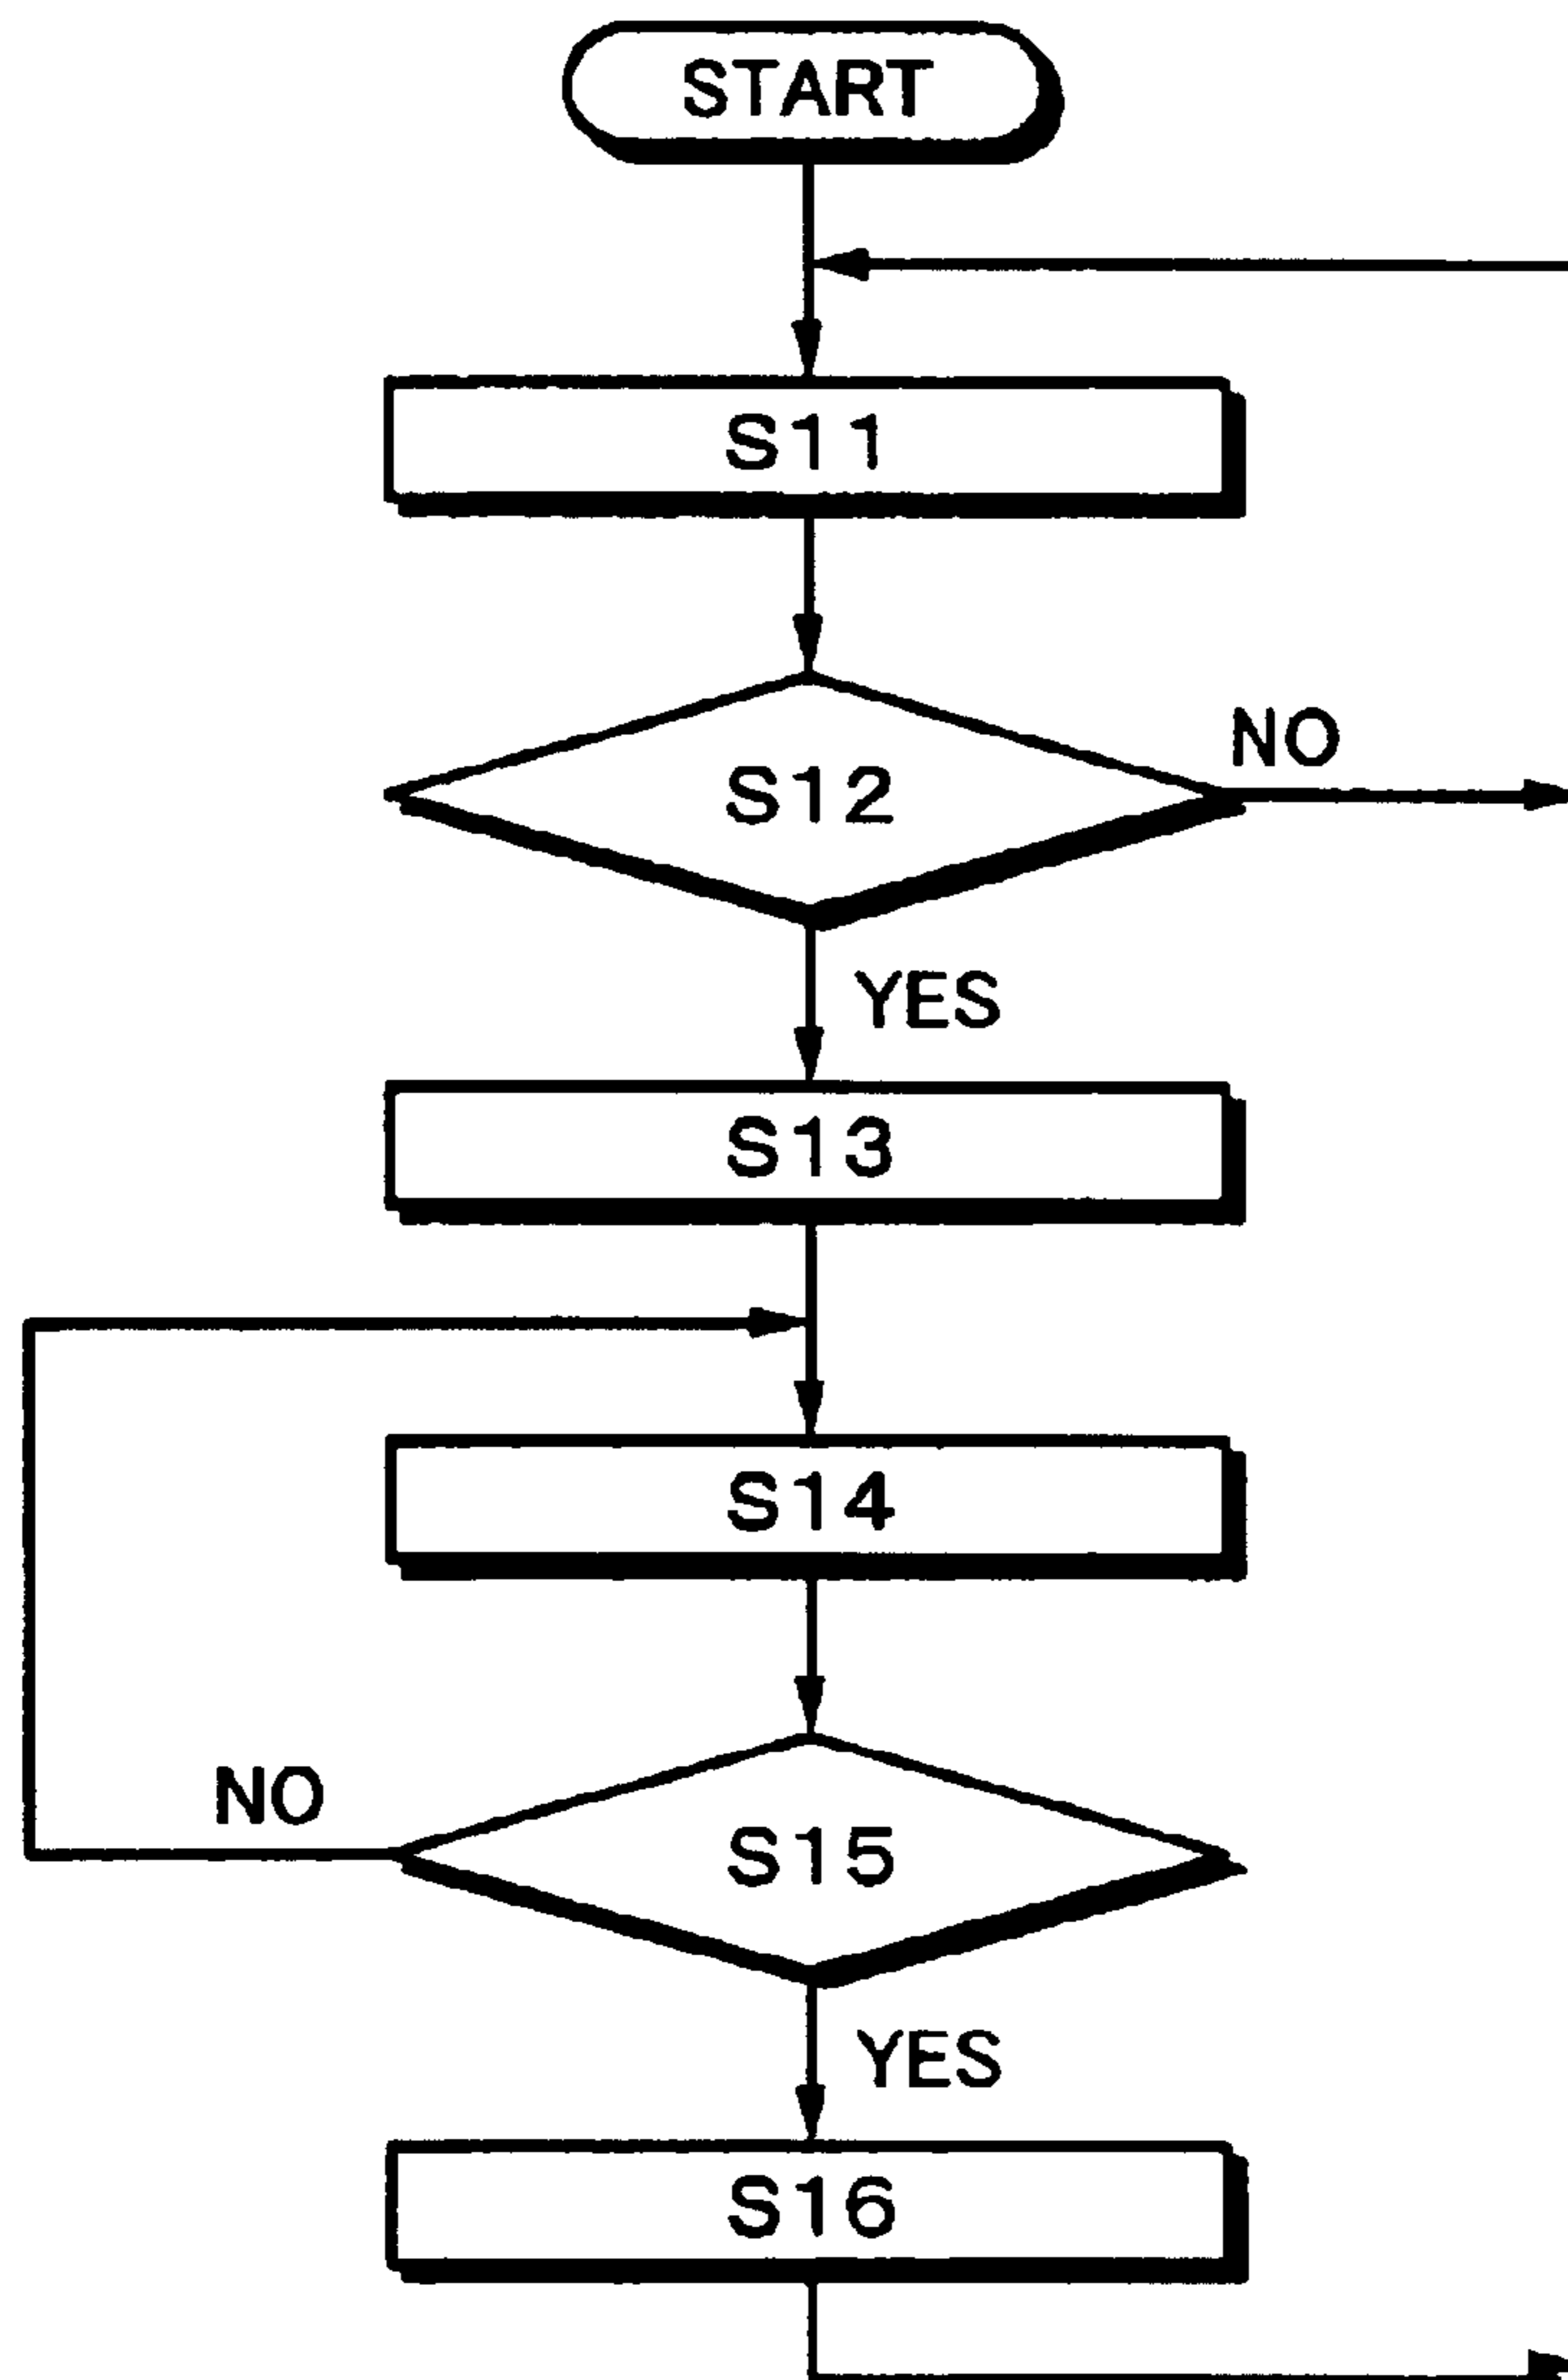 START
S11
S12
NO
YES
S13
S14
NO
S15
YES
S16